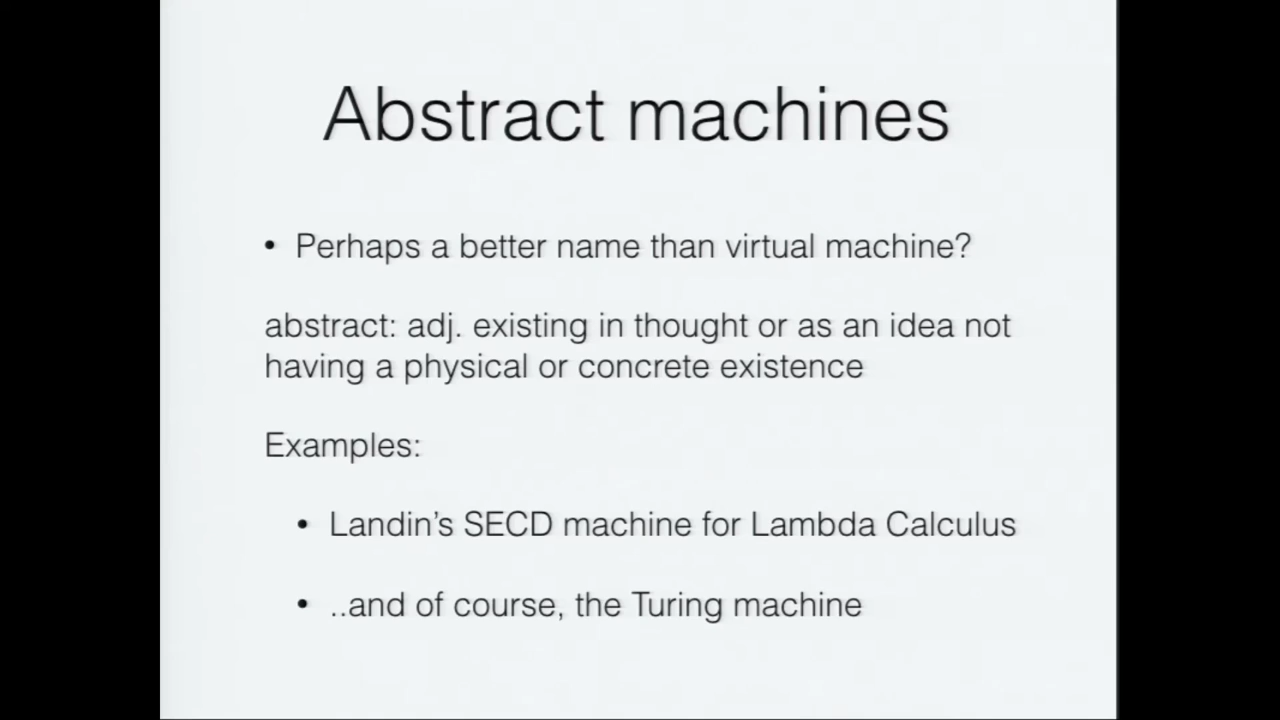 Abstract machines
• Perhaps a better name than virtual machine?
abstract: adj. existing in thought or as an idea not
having a physical or concrete existence
Examples:
• Landin’s SECD machine for Lambda Calculus
• ..and of course, the Turing machine